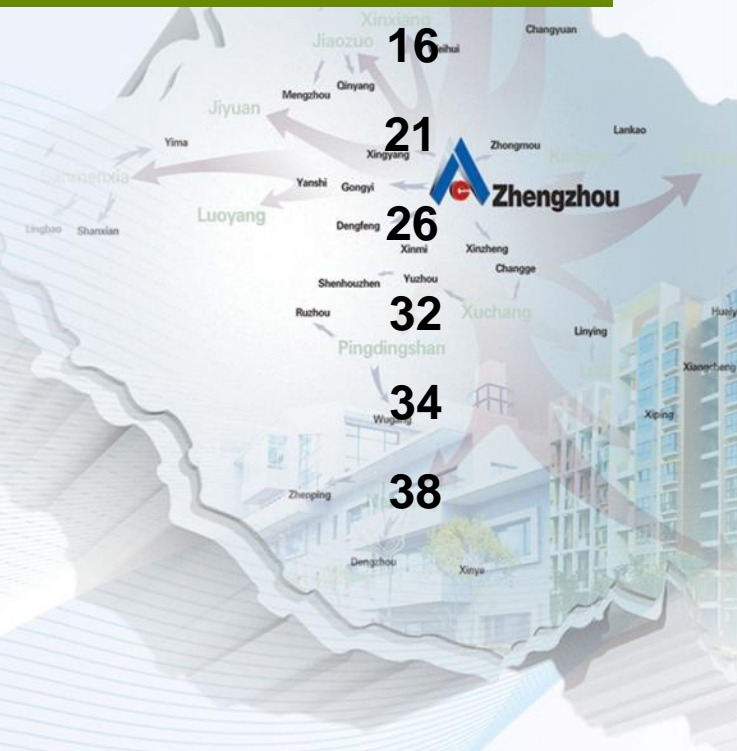 Xinxiang
Changyuan
Jiaozuo
16
Qinyang
Mengzhou
Jiyuan
Lankao
21
Yima
Zhongmou
Xingyang
Sanmenxia
Yanshi
Gongyi
Zhengzhou
Luoyang
Dengfeng
26
Lingbao
Shanxian
Xinmi
Xinzheng
Changge
Shenhouzhen
Yuzhou
Ruzhou
32
Xuchang
Linying
Pingdingshan
Xiangcheng
34
Xiping
38
Zhenping
Dengzhou
Xinye